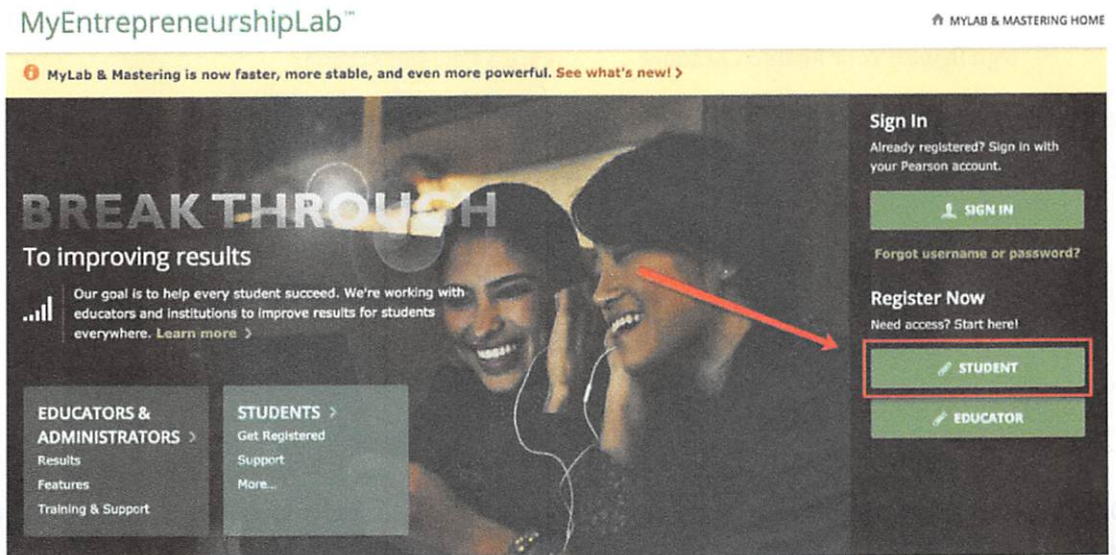 MyEntrepreneurshipLab™
MYLAB & MASTERING HOME
MyLab & Mastering is now faster, more stable, and even more powerful. See what's new! >
BREAKTHROUGH
To improving results
Our goal is to help every student succeed. We're working with
educators and institutions to improve results for students
everywhere. Learn more >
EDUCATORS &
ADMINISTRATORS >
Results
Features
Training & Support
STUDENTS >
Get Registered
Support
More...
Sign In
Already registered? Sign in with
your Pearson account.
SIGN IN
Forgot username or password?
Register Now
Need access? Start here!
STUDENT
EDUCATOR